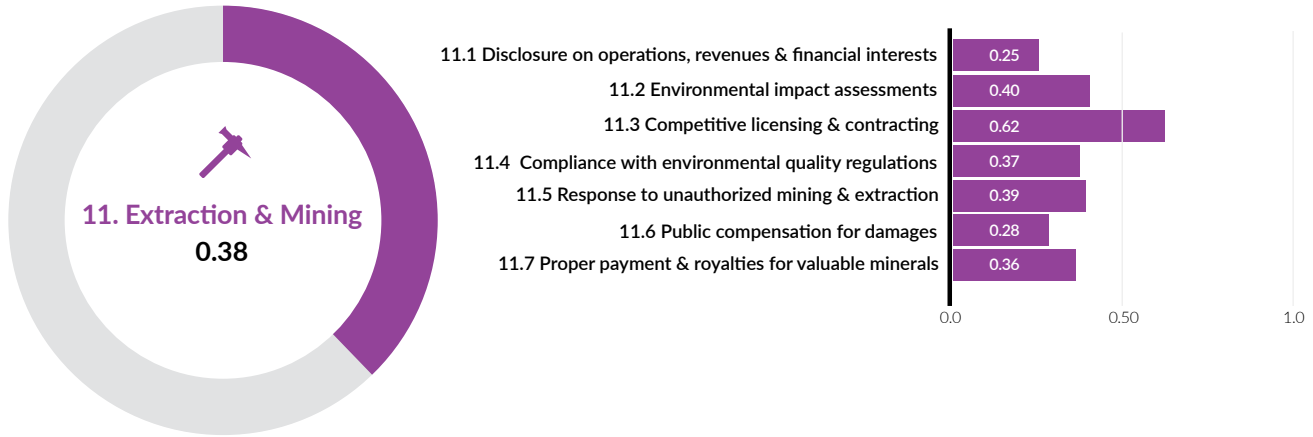 11. Extraction & Mining
0.38
11.1 Disclosure on operations, revenues & financial interests 0.25
11.2 Environmental impact assessments 0.40
11.3 Competitive licensing & contracting 0.62
11.4  Compliance with environmental quality regulations 0.37
11.5 Response to unauthorized mining & extraction 0.39
11.6 Public compensation for damages 0.28
11.7 Proper payment & royalties for valuable minerals 0.36
0.0 0.50 1.0